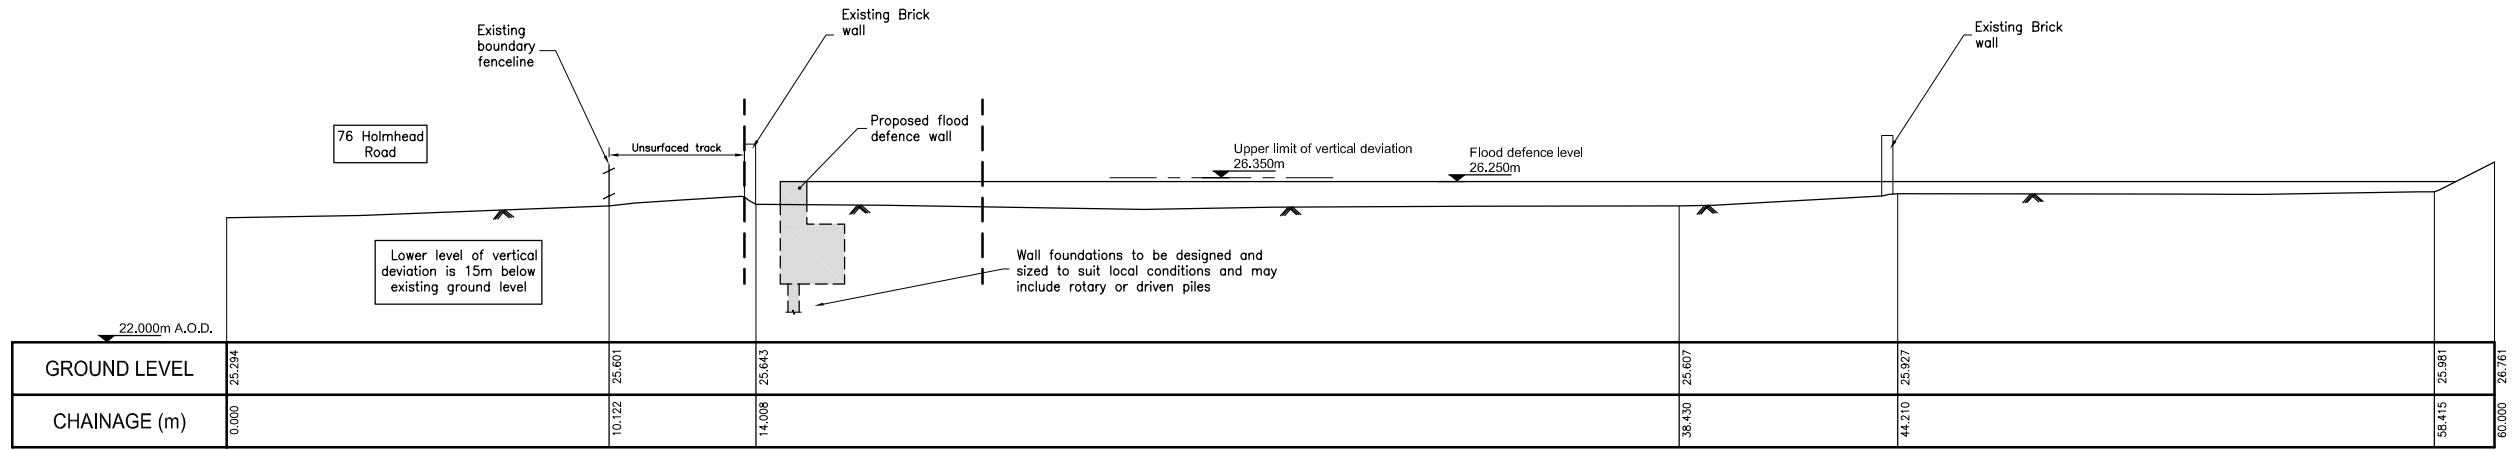 Existing Brick
wall
Existing
boundary
fenceline
Existing Brick
wall
76 Holmhead
Road
Unsurfaced track
Proposed flood
defence wall
Upper limit of vertical deviation
26.350m
Flood defence level
26.250m
Lower level of vertical
deviation is 15m below
existing ground level
Wall foundations to be designed and
sized to suit local conditions and may
include rotary or driven piles
22.000m A.O.D.
GROUND LEVEL
25.294
25.601
25.643
25.607
25.927
25.981
26.761
CHAINAGE (m)
0.000
10.122
14.008
38.430
44.210
58.415
60.000